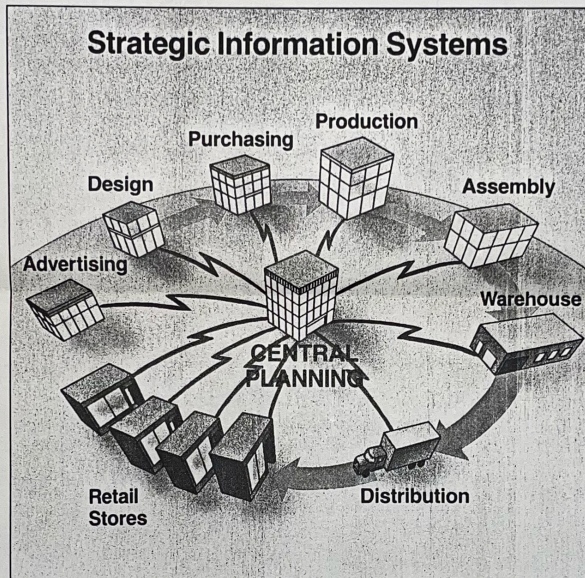 Strategic Information Systems
Production
Purchasing
Design
Assembly
Advertising
Warehouse
CENTRAL
PLANNING
Retail
Stores
Distribution